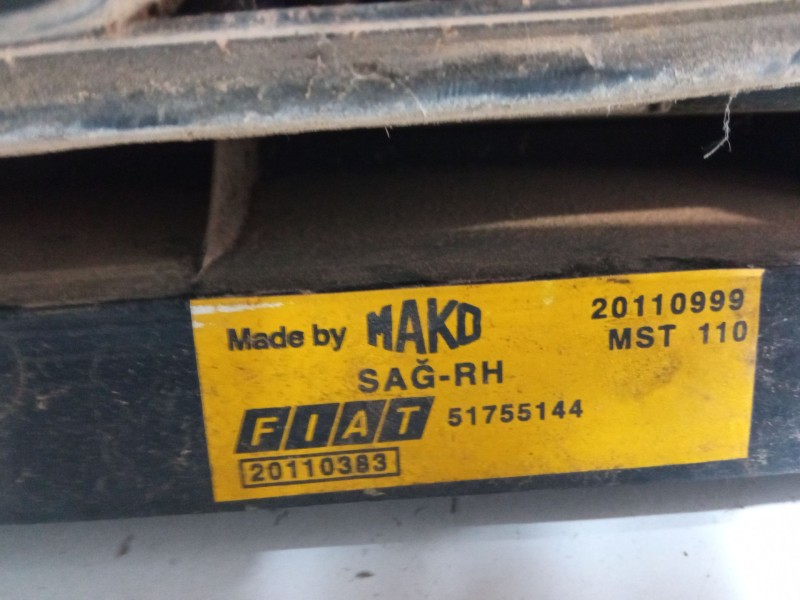 Made by MAKO 20110999
MST 110
SAĞ-RH
FIAT 51755144
20110383